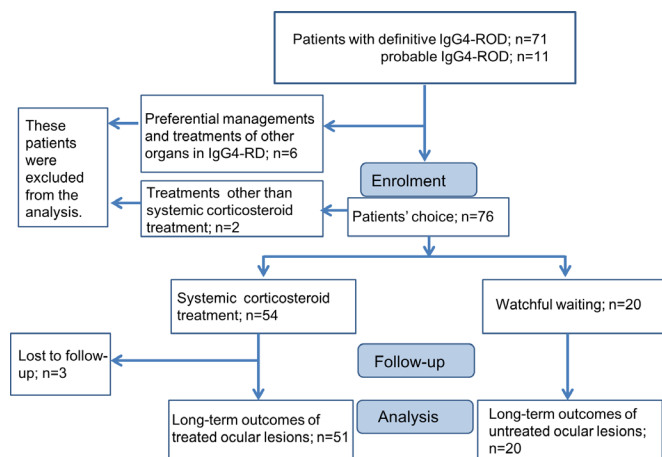 Patients with definitive IgG4-ROD; n=71
probable IgG4-ROD; n=11
These
patients
were
excluded
from the
analysis.
Preferential managements
and treatments of other
organs in IgG4-RD; n=6
Enrolment
Treatments other than
systemic corticosteroid
treatment; n=2
Patients' choice; n=76
Systemic corticosteroid
treatment; n=54
Watchful waiting; n=20
Lost to follow-
up; n=3
Follow-up
Long-term outcomes of
treated ocular lesions; n=51
Analysis
Long-term outcomes of
untreated ocular lesions;
n=20